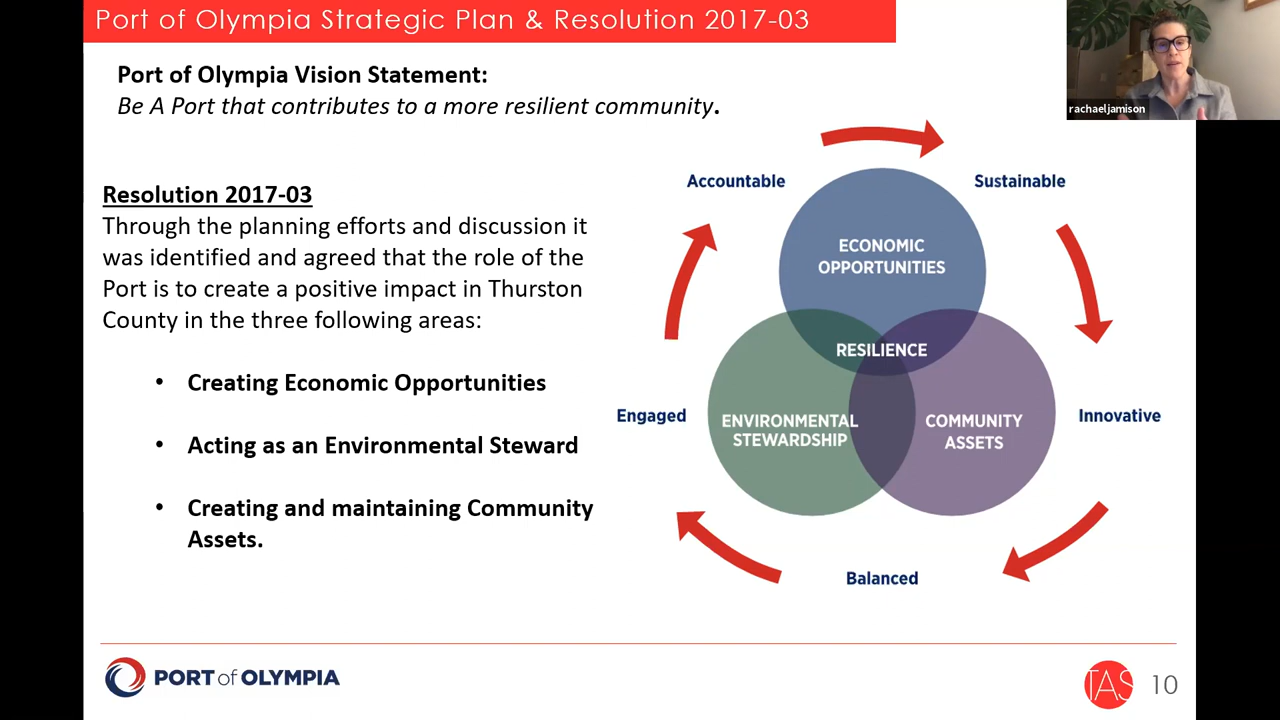 Port of Olympia Strategic Plan & Resolution 2017-03
rachaeljamison
Port of Olympia Vision Statement:
Be A Port that contributes to a more resilient community.
Resolution 2017-03
Through the planning efforts and discussion it
was identified and agreed that the role of the
Port is to create a positive impact in Thurston
County in the three following areas:
• Creating Economic Opportunities
• Acting as an Environmental Steward
• Creating and maintaining Community
Assets.
Accountable
Sustainable
ECONOMIC
OPPORTUNITIES
RESILIENCE
Engaged
ENVIRONMENTAL
STEWARDSHIP
COMMUNITY
ASSETS
Innovative
Balanced
PORT of OLYMPIA
TAS
10